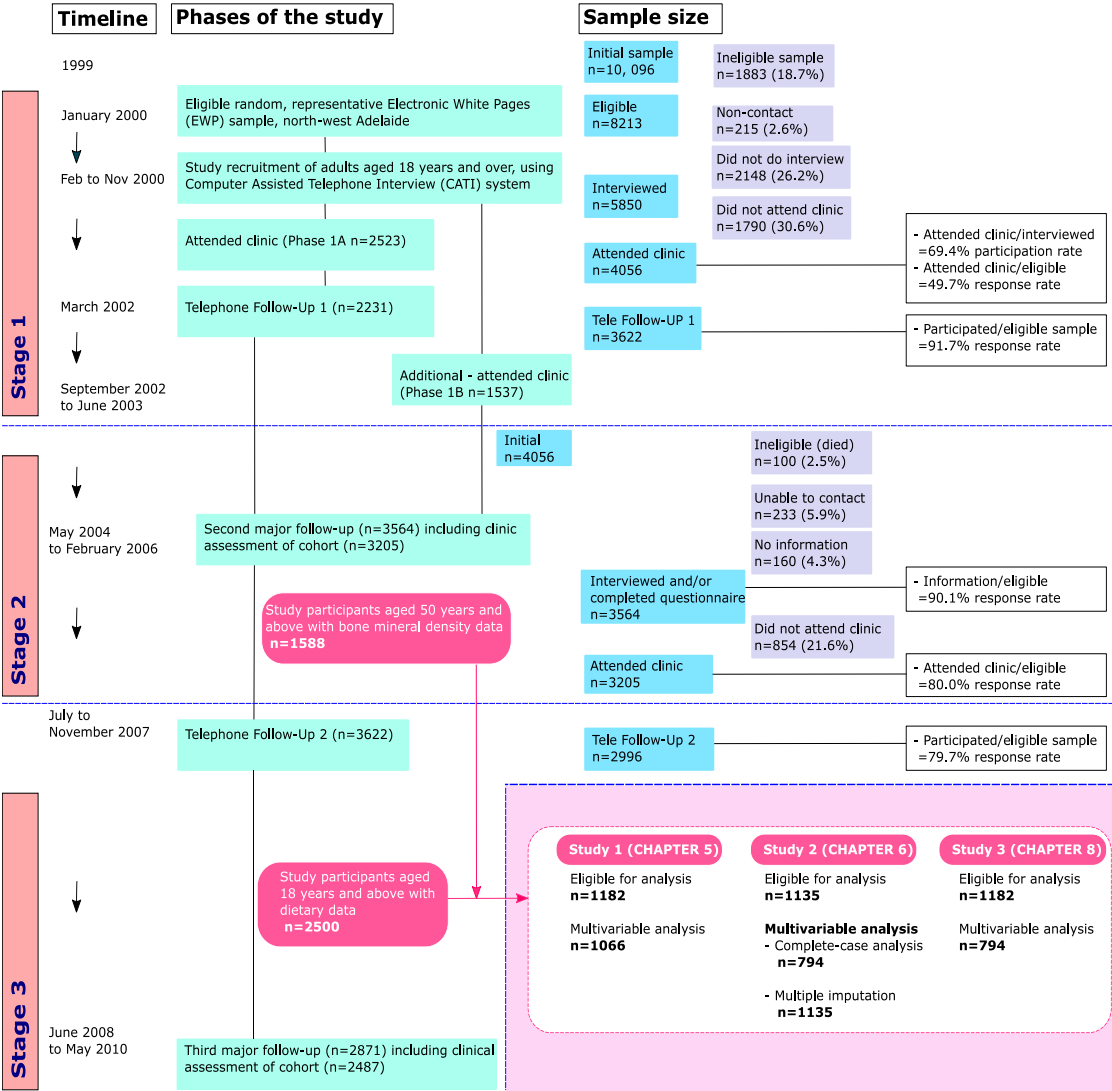 Timeline
Phases of the study
Sample size
1999
Initial sample
n=10, 096
Ineligible sample
n=1883 (18.7%)
Stage 1
January 2000
Eligible random, representative Electronic White Pages
(EWP) sample, north-west Adelaide
Eligible
n=8213
Non-contact
n=215 (2.6%)
Feb to Nov 2000
Study recruitment of adults aged 18 years and over, using
Computer Assisted Telephone Interview (CATI) system
Did not do interview
n=2148 (26.2%)
Interviewed
n=5850
Did not attend clinic
n=1790 (30.6%)
Attended clinic (Phase 1A n=2523)
Attended clinic
n=4056
- Attended clinic/interviewed
=69.4% participation rate
- Attended clinic/eligible
=49.7% response rate
March 2002
Telephone Follow-Up 1 (n=2231)
Tele Follow-UP 1
n=3622
- Participated/eligible sample
=91.7% response rate
September 2002
to June 2003
Additional - attended clinic
(Phase 1B n=1537)
Stage 2
Initial
n=4056
Ineligible (died)
n=100 (2.5%)
Unable to contact
n=233 (5.9%)
May 2004
to February 2006
Second major follow-up (n=3564) including clinic
assessment of cohort (n=3205)
No information
n=160 (4.3%)
Interviewed and/or
completed questionnaire
n=3564
- Information/eligible
=90.1% response rate
Study participants aged 50 years and
above with bone mineral density data
n=1588
Did not attend clinic
n=854 (21.6%)
Attended clinic
n=3205
- Attended clinic/eligible
=80.0% response rate
July to
November 2007
Telephone Follow-Up 2 (n=3622)
Tele Follow-Up 2
n=2996
- Participated/eligible sample
=79.7% response rate
Stage 3
Study participants aged
18 years and above with
dietary data
n=2500
Study 1 (CHAPTER 5)
Eligible for analysis
n=1182
Multivariable analysis
n=1066
Study 2 (CHAPTER 6)
Eligible for analysis
n=1135
Multivariable analysis
- Complete-case analysis
n=794
- Multiple imputation
n=1135
Study 3 (CHAPTER 8)
Eligible for analysis
n=1182
Multivariable analysis
n=794
June 2008
to May 2010
Third major follow-up (n=2871) including clinical
assessment of cohort (n=2487)